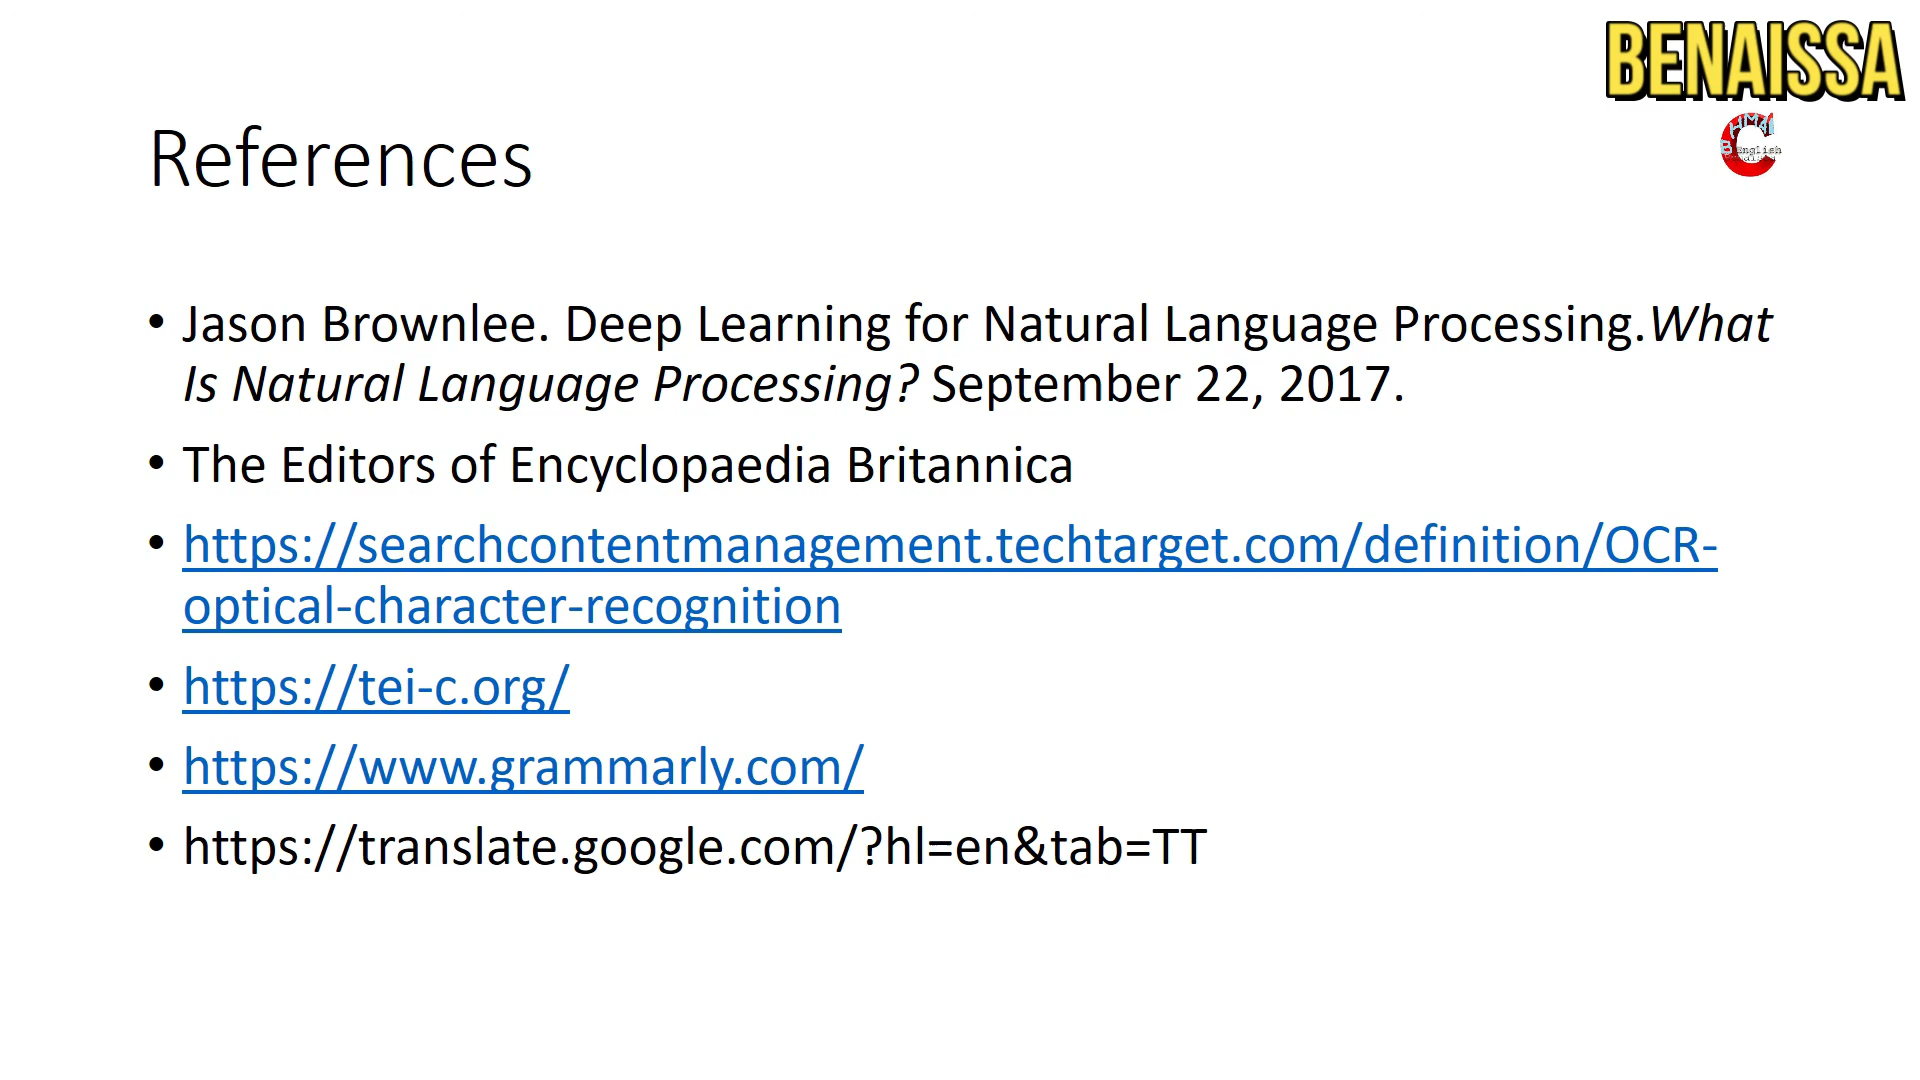 BENAISSA
References
• Jason Brownlee. Deep Learning for Natural Language Processing.What
Is Natural Language Processing? September 22, 2017.
• The Editors of Encyclopaedia Britannica
• https://searchcontentmanagement.techtarget.com/definition/OCR-
optical-character-recognition
• https://tei-c.org/
• https://www.grammarly.com/
• https://translate.google.com/?hl=en&tab=TT